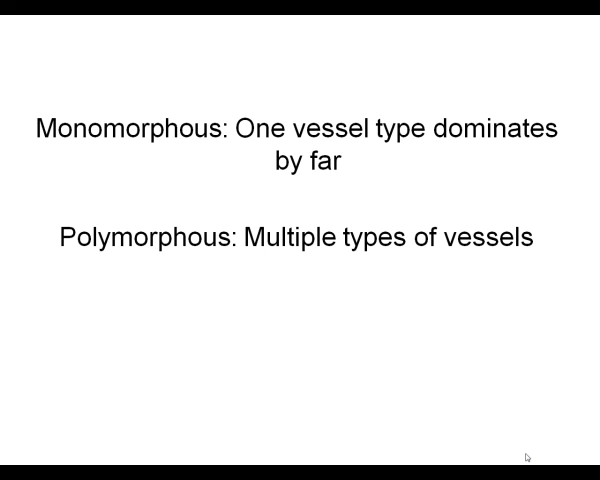 Monomorphous: One vessel type dominates
by far
Polymorphous: Multiple types of vessels